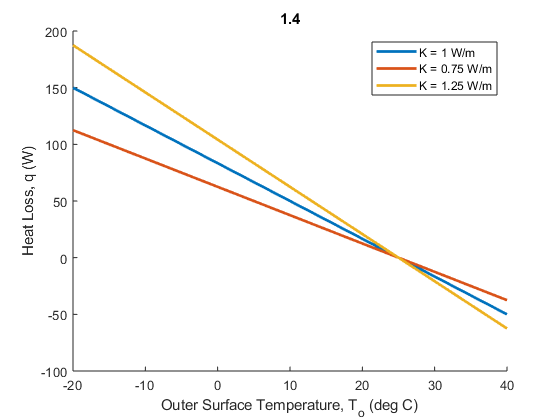 1.4
200
150
100
50
0
-50
-100
-20 -10 0 10 20 30 40
Heat Loss, q (W)
Outer Surface Temperature, T_o (deg C)
K = 1 W/m
K = 0.75 W/m
K = 1.25 W/m